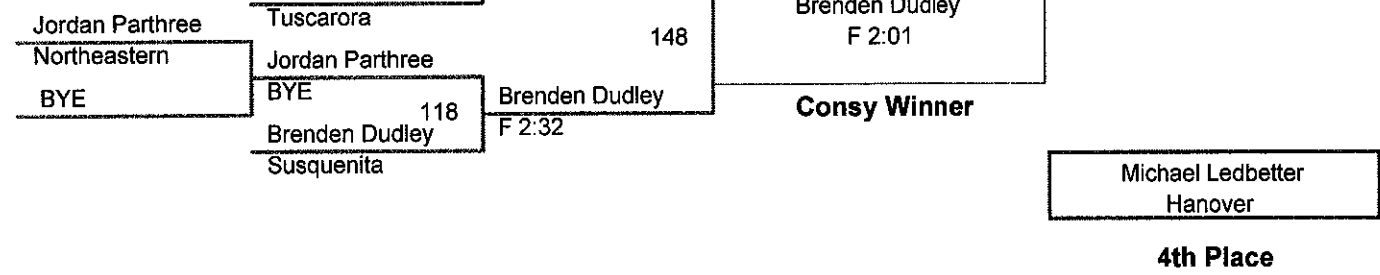 Tuscarora
Brenden Dudley
F 2:01
148
Jordan Parthree
Northeastern
BYE
Jordan Parthree
BYE
118
Brenden Dudley
Susquenita
Brenden Dudley
F 2:32
Consy Winner
Michael Ledbetter
Hanover
4th Place